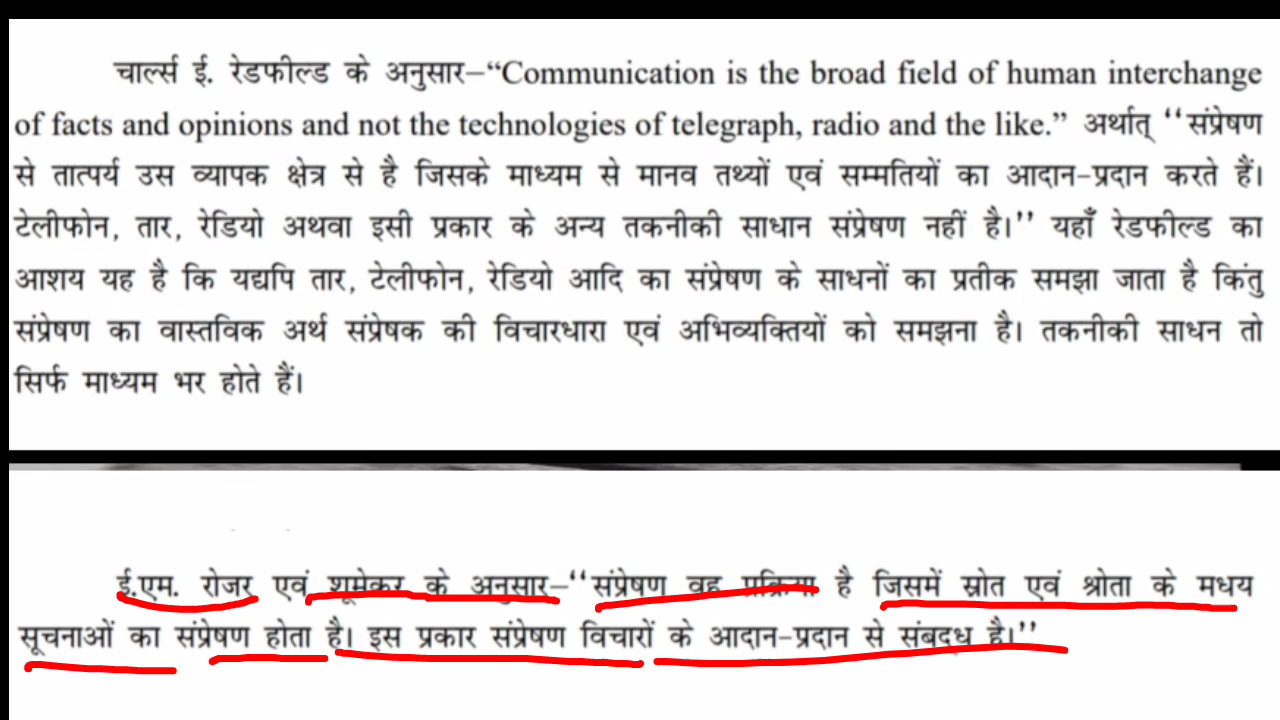 चार्ल्स ई. रेडफील्ड के अनुसार–“Communication is the broad field of human interchange
of facts and opinions and not the technologies of telegraph, radio and the like.” अर्थात् ‘‘संप्रेषण
से तात्पर्य उस व्यापक क्षेत्र से है जिसके माध्यम से मानव तथ्यों एवं सम्मतियों का आदान-प्रदान करते हैं।
टेलीफोन, तार, रेडियो अथवा इसी प्रकार के अन्य तकनीकी साधान संप्रेषण नहीं है।’’ यहाँ रेडफील्ड का
आशय यह है कि यद्यपि तार, टेलीफोन, रेडियो आदि का संप्रेषण के साधनों का प्रतीक समझा जाता है किंतु
संप्रेषण का वास्तविक अर्थ संप्रेषक की विचारधारा एवं अभिव्यक्तियों को समझना है। तकनीकी साधन तो
सिर्फ माध्यम भर होते हैं।
ई.एम. रोजर एवं शूमेकर के अनुसार–‘‘संप्रेषण वह प्रक्रिया है जिसमें स्रोत एवं श्रोता के मधय
सूचनाओं का संप्रेषण होता है। इस प्रकार संप्रेषण विचारों के आदान-प्रदान से संबद्ध है।’’